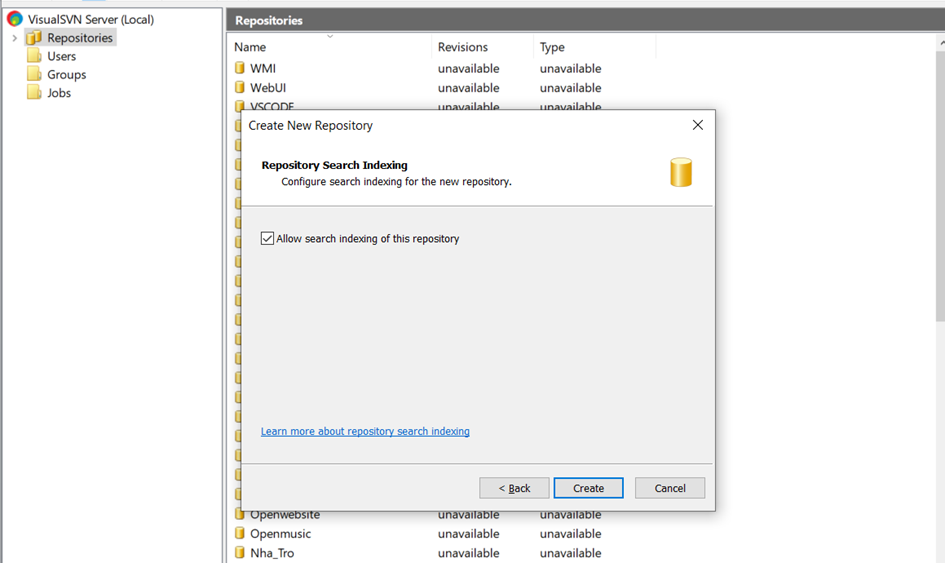 VisualSVN Server (Local)
Repositories
Users
Groups
Jobs
Repositories
Name Revisions Type
WMI unavailable unavailable
WebUI unavailable unavailable
VSCODE unavailable unavailable
Create New Repository
Repository Search Indexing
Configure search indexing for the new repository.
Allow search indexing of this repository
Learn more about repository search indexing
< Back Create Cancel
Openwebsite unavailable unavailable
Openmusic unavailable unavailable
Nha_Tro unavailable unavailable